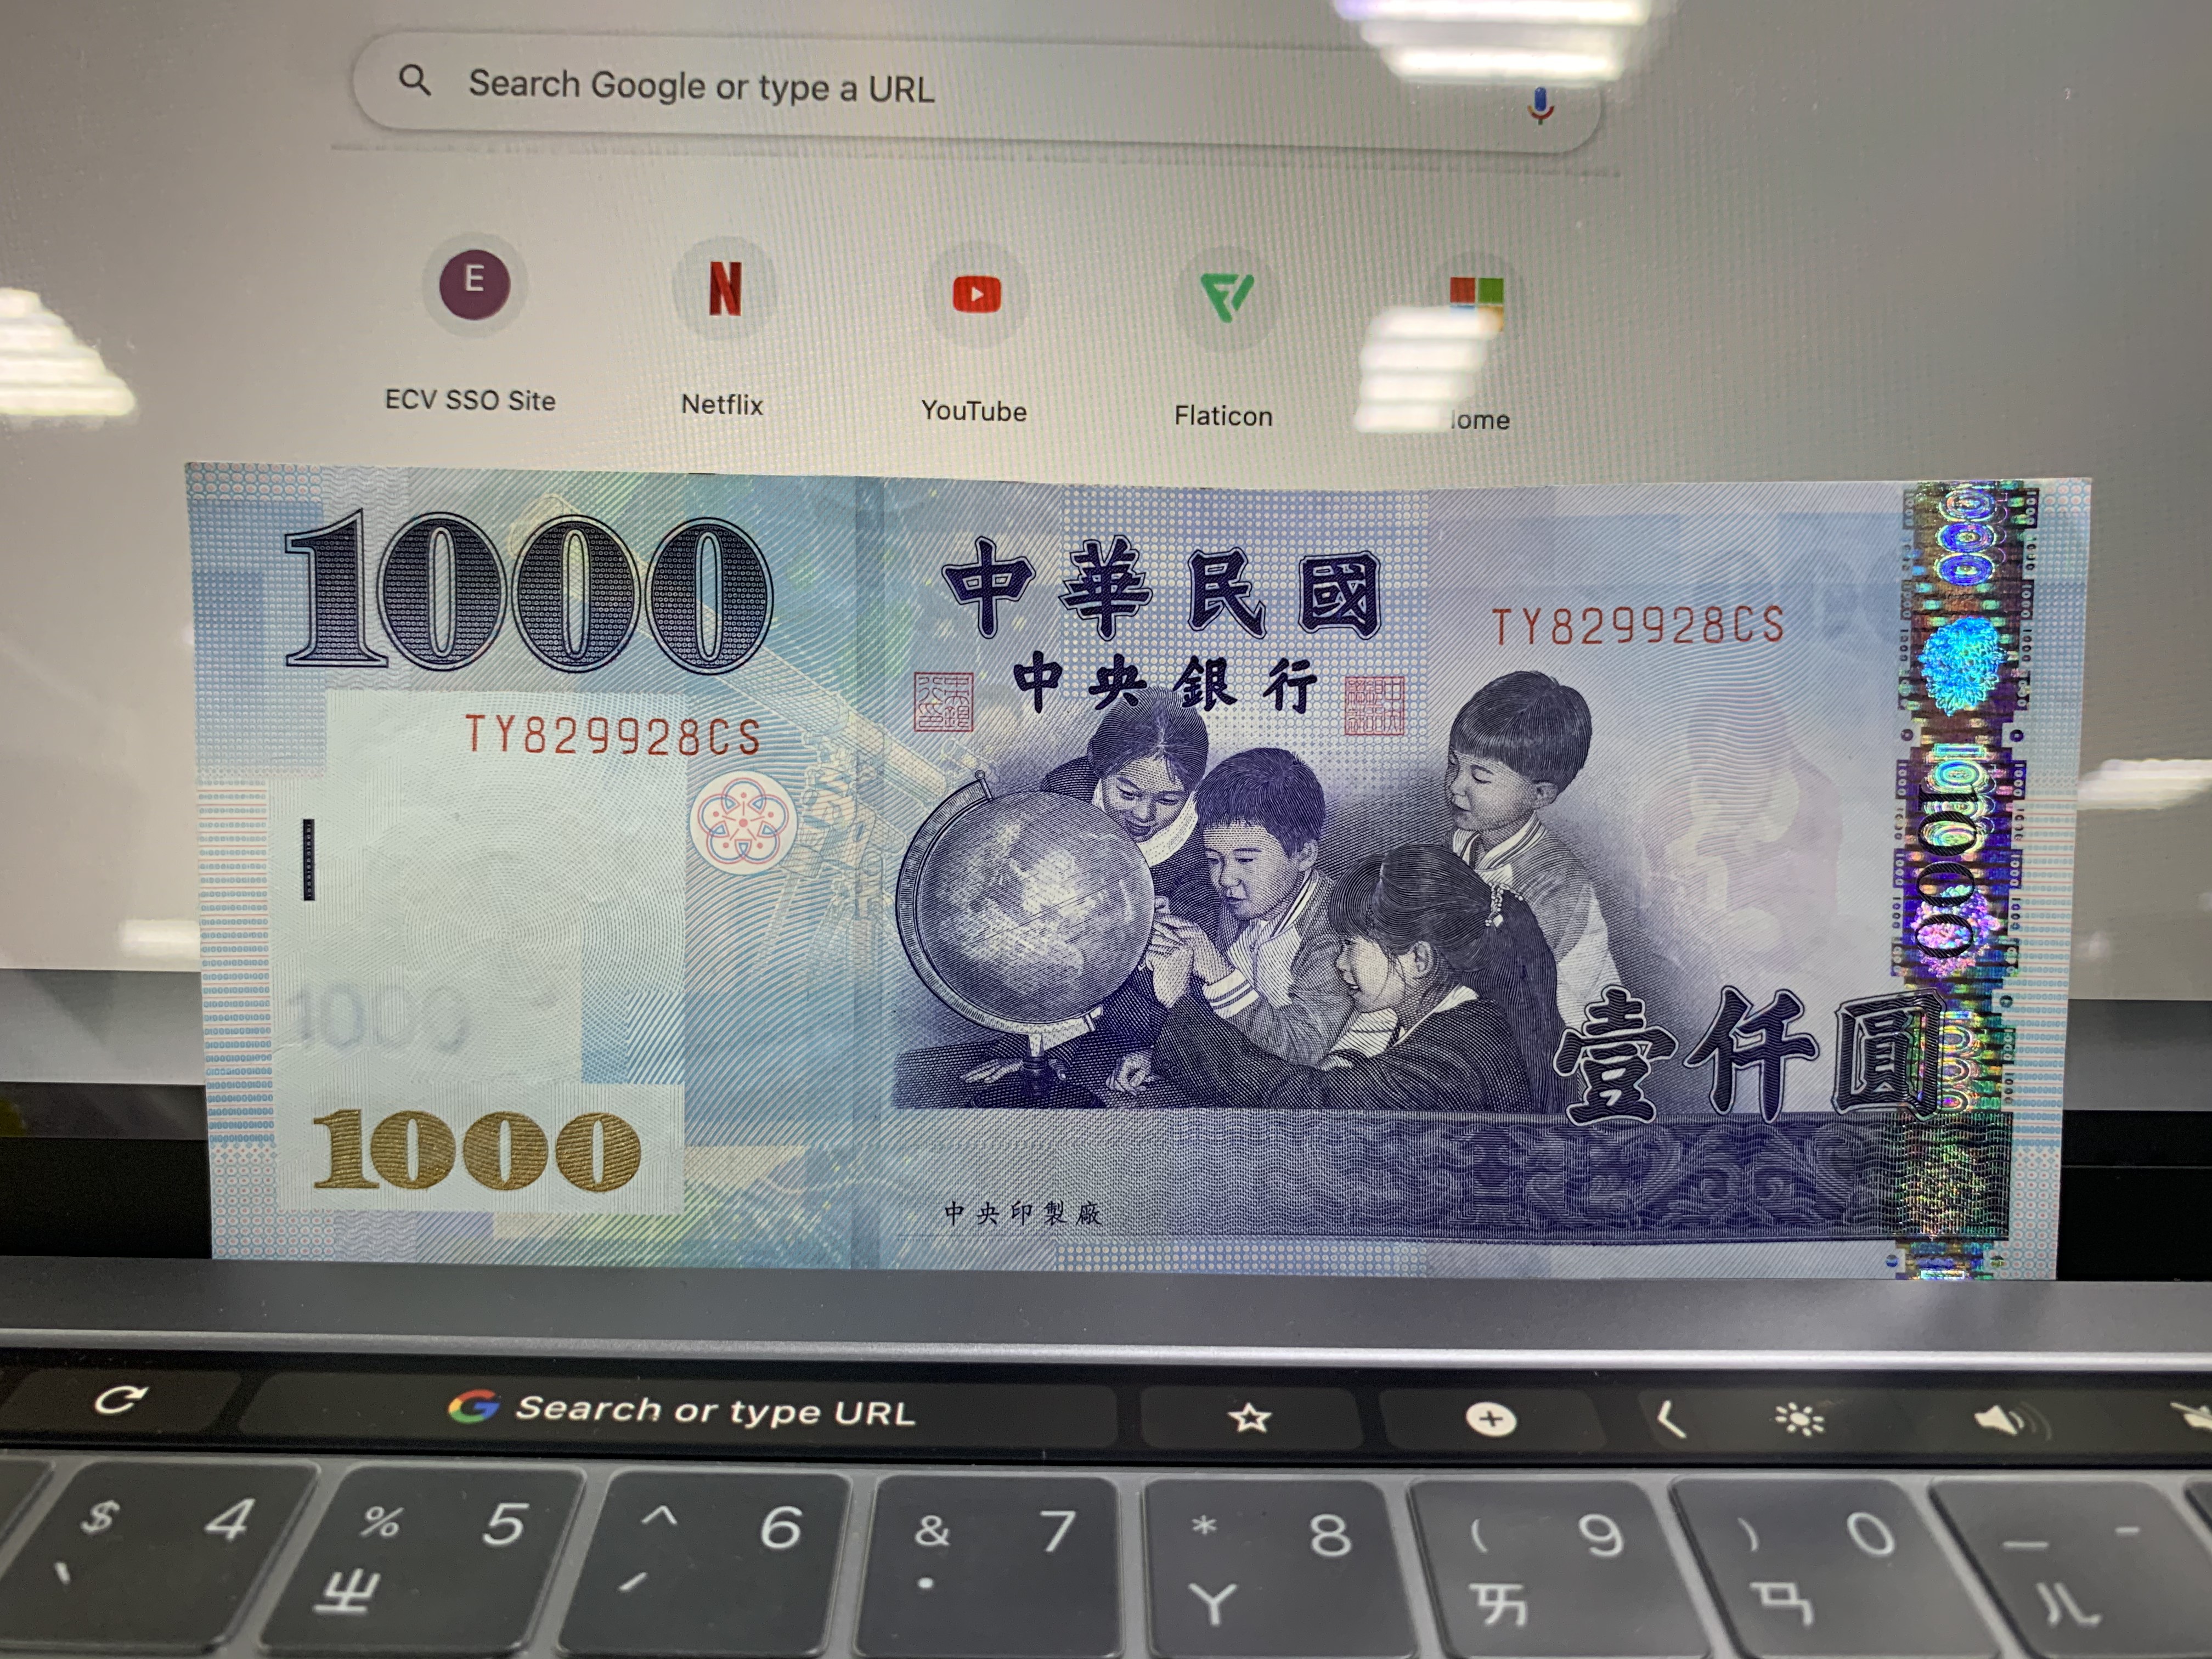 Search Google or type a URL
E
ECV SSO Site
Netflix
YouTube
Flaticon
1000
中華民國
中央銀行
TY829928CS
TY829928CS
1000
1000
1000
壹仟圓
中央印製廠
Search or type URL
$ 4 ˋ
% 5 ㄓ
^ 6 ˊ
& 7 ˙
* 8 ㄚ
( 9 ㄞ
) 0 ㄢ
— - ㄦ